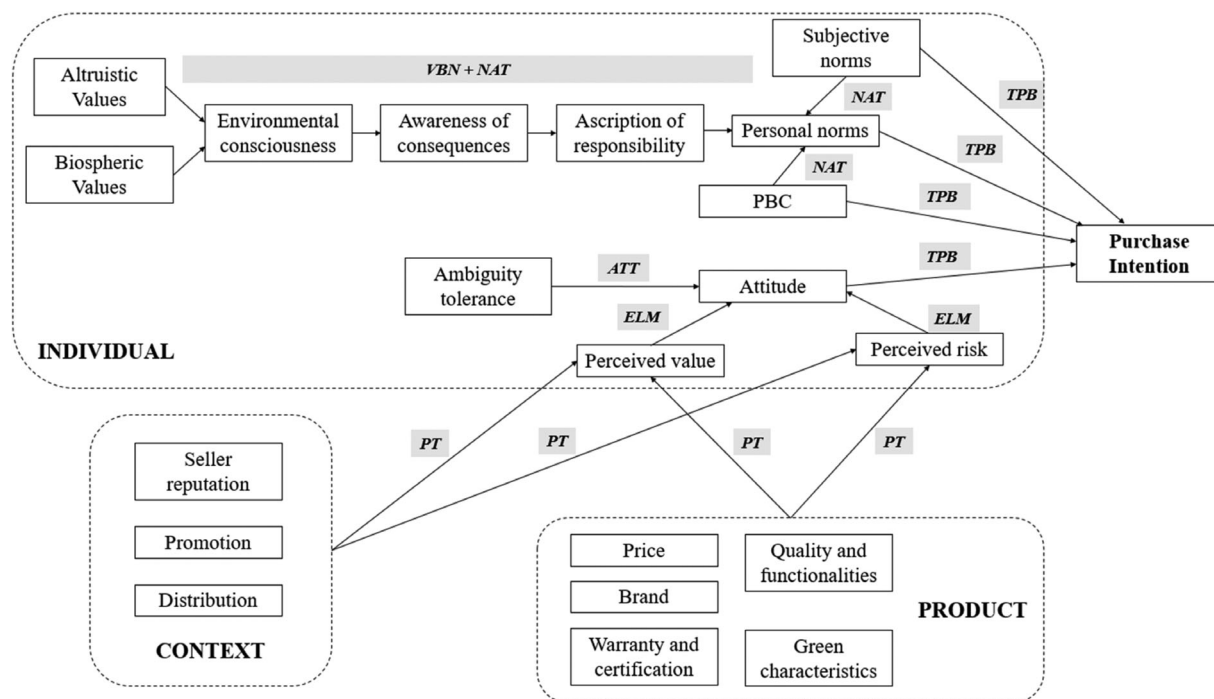 Subjective
norms
VBN + NAT
Altruistic
Values
NAT
TPB
Environmental
consciousness
Awareness of
consequences
Ascription of
responsibility
Personal norms
Biospheric
Values
TPB
NAT
PBC
TPB
Purchase
Intention
Ambiguity
tolerance
ATT
Attitude
TPB
ELM
ELM
INDIVIDUAL
Perceived value
Perceived risk
PT
PT
PT
PT
Seller
reputation
Promotion
Distribution
CONTEXT
Price
Quality and
functionalities
Brand
PRODUCT
Warranty and
certification
Green
characteristics